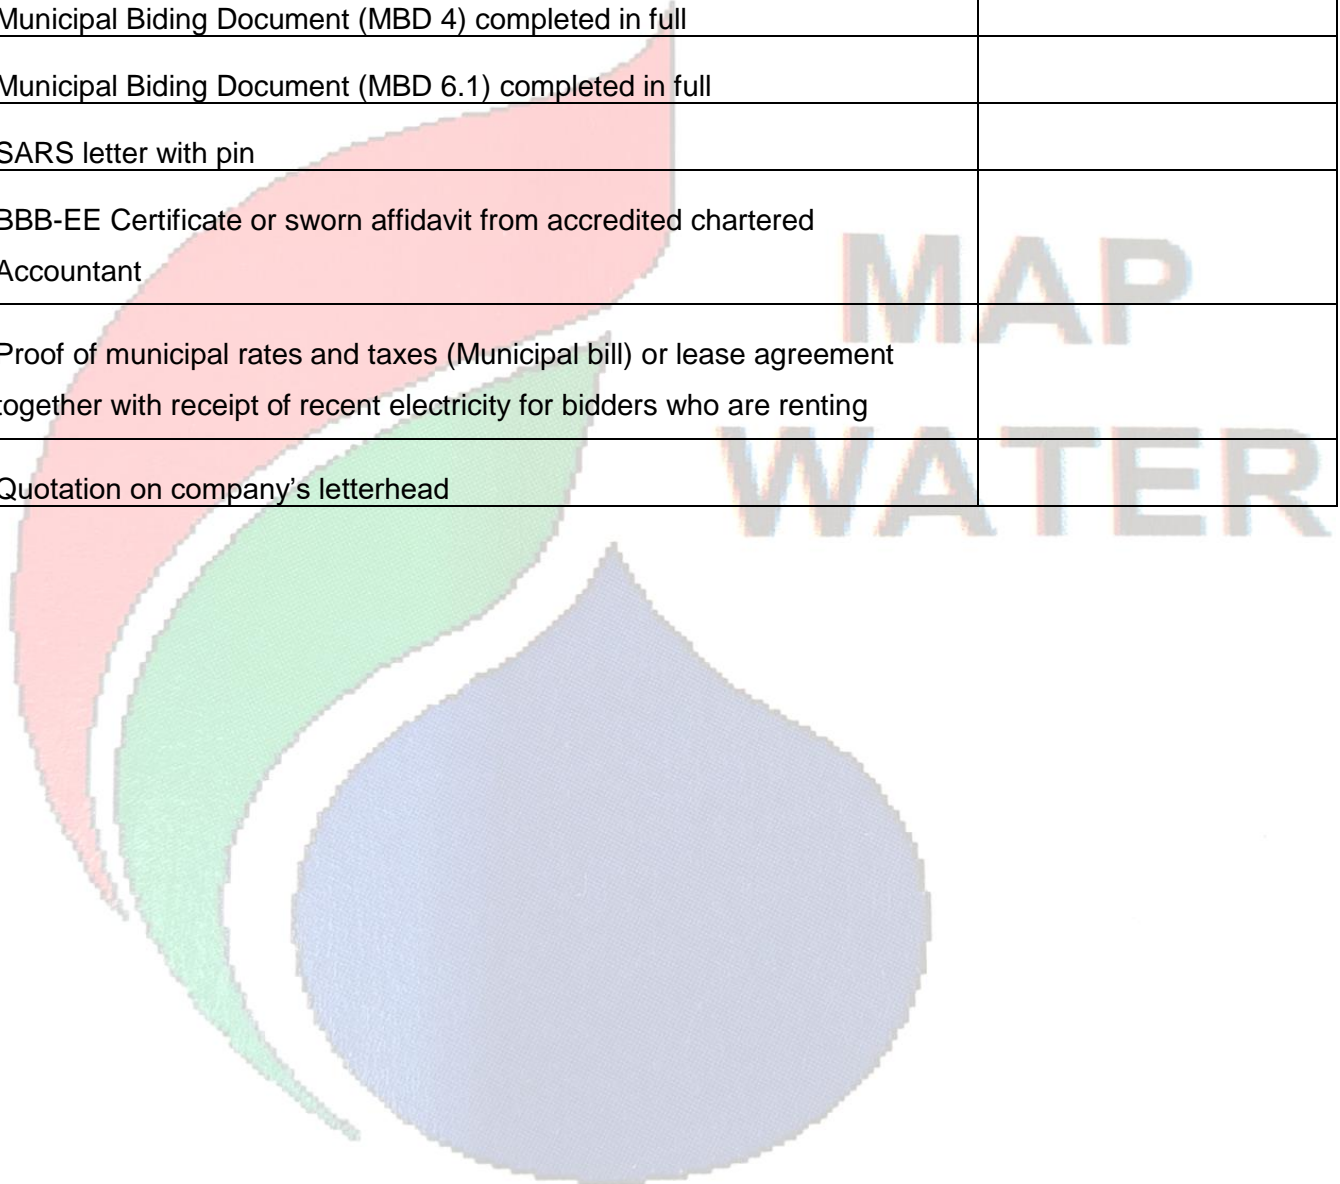 Municipal Biding Document (MBD 4) completed in full
Municipal Biding Document (MBD 6.1) completed in full
SARS letter with pin
BBB-EE Certificate or sworn affidavit from accredited chartered
Accountant
MAP
Proof of municipal rates and taxes (Municipal bill) or lease agreement
together with receipt of recent electricity for bidders who are renting
WATER
Quotation on company's letterhead